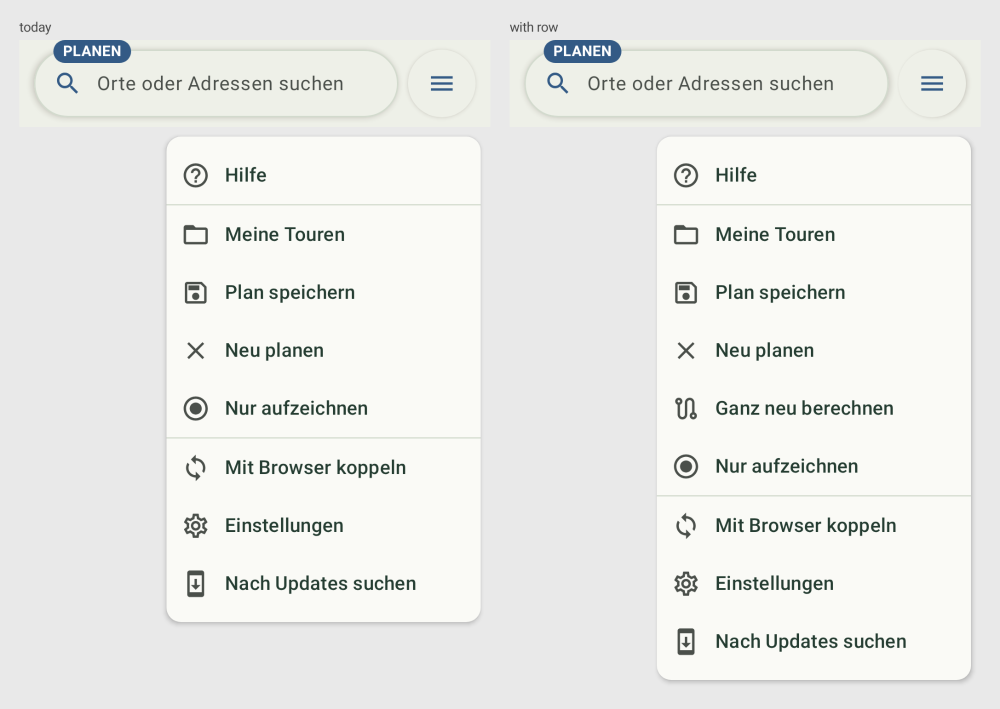 today
PLANEN
Orte oder Adressen suchen
Hilfe
Meine Touren
Plan speichern
Neu planen
Nur aufzeichnen
Mit Browser koppeln
Einstellungen
Nach Updates suchen
with row
PLANEN
Orte oder Adressen suchen
Hilfe
Meine Touren
Plan speichern
Neu planen
Ganz neu berechnen
Nur aufzeichnen
Mit Browser koppeln
Einstellungen
Nach Updates suchen